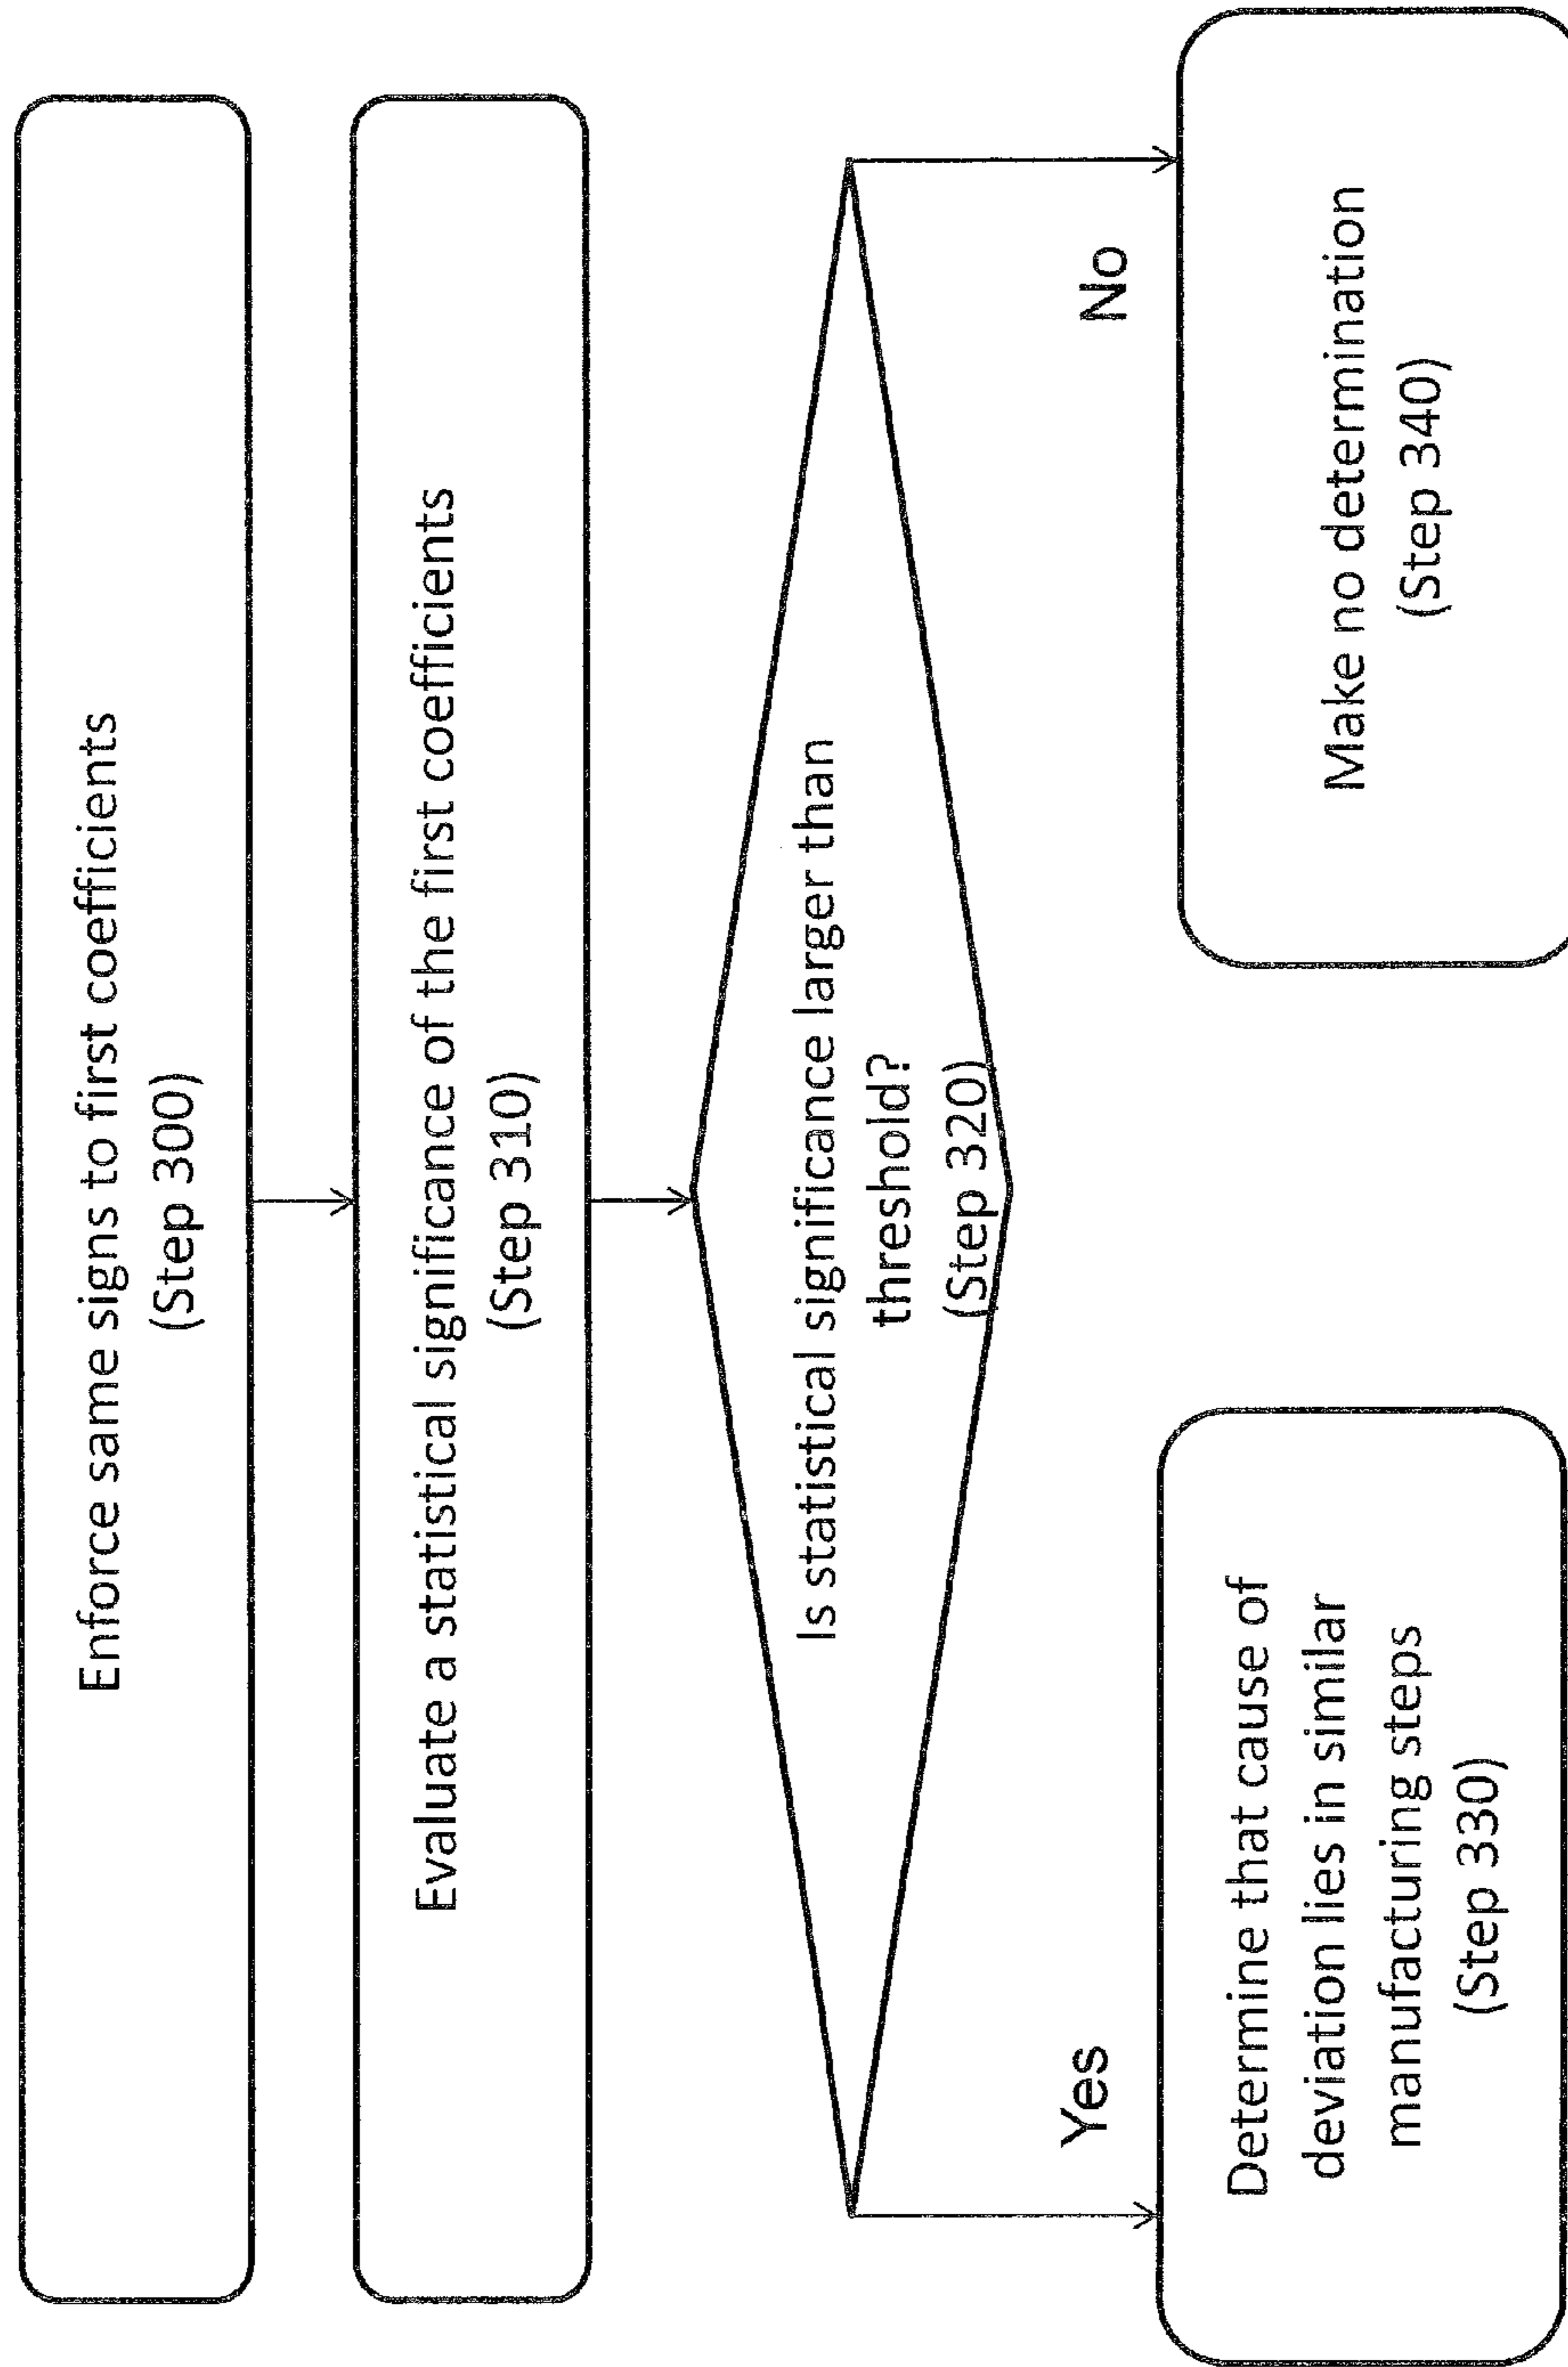 Enforce same signs to first coefficients
(Step 300)
Evaluate a statistical significance of the first coefficients
(Step 310)
Is statistical significance larger than
threshold?
(Step 320)
Yes
No
Determine that cause of
deviation lies in similar
manufacturing steps
(Step 330)
Make no determination
(Step 340)